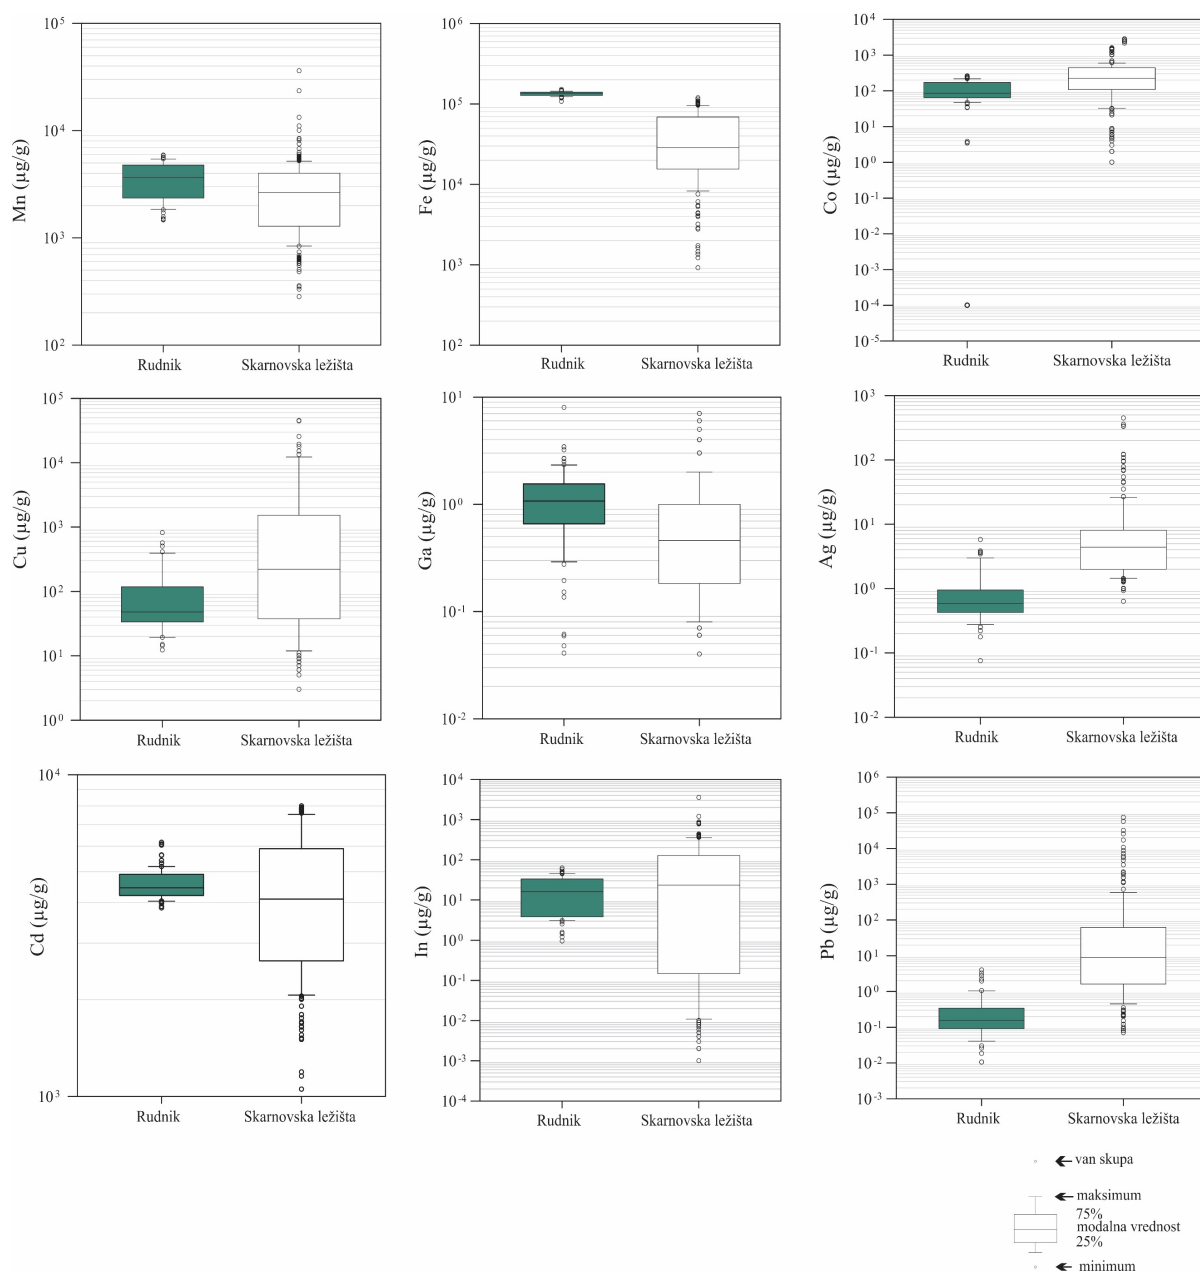 Mn (µg/g)
10⁵
10⁴
10³
10²
Rudnik
Skarnovska ležišta
Fe (µg/g)
10⁶
10⁵
10⁴
10³
10²
Rudnik
Skarnovska ležišta
Co (µg/g)
10⁴
10³
10²
10¹
10⁰
10⁻¹
10⁻²
10⁻³
10⁻⁴
10⁻⁵
Rudnik
Skarnovska ležišta
Cu (µg/g)
10⁵
10⁴
10³
10²
10¹
10⁰
Rudnik
Skarnovska ležišta
Ga (µg/g)
10¹
10⁰
10⁻¹
10⁻²
Rudnik
Skarnovska ležišta
Ag (µg/g)
10³
10²
10¹
10⁰
10⁻¹
10⁻²
Rudnik
Skarnovska ležišta
Cd (µg/g)
10⁴
10³
Rudnik
Skarnovska ležišta
In (µg/g)
10⁴
10³
10²
10¹
10⁰
10⁻¹
10⁻²
10⁻³
10⁻⁴
Rudnik
Skarnovska ležišta
Pb (µg/g)
10⁶
10⁵
10⁴
10³
10²
10¹
10⁰
10⁻¹
10⁻²
10⁻³
Rudnik
Skarnovska ležišta
van skupa
maksimum
75%
modalna vrednost
25%
minimum